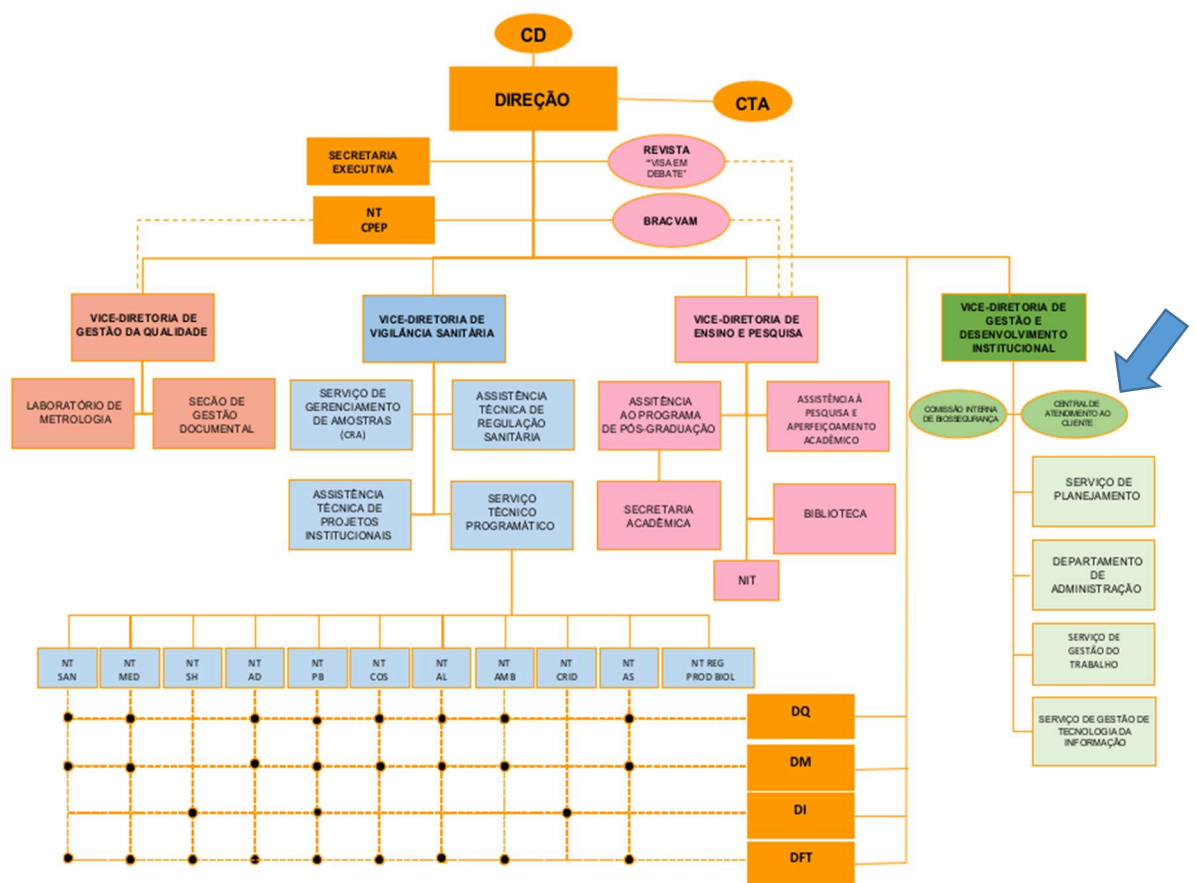 CD
DIREÇÃO
CTA
SECRETARIA
EXECUTIVA
REVISTA
"VISA EM
DEBATE"
NT
CPEP
BRACVAM
VICE-DIRETORIA DE
GESTÃO DA QUALIDADE
VICE-DIRETORIA DE
VIGILÂNCIA SANITÁRIA
VICE-DIRETORIA DE
ENSINO E PESQUISA
VICE-DIRETORIA DE
GESTÃO E
DESENVOLVIMENTO
INSTITUCIONAL
LABORATÓRIO DE
METROLOGIA
SECÃO DE
GESTÃO
DOCUMENTAL
SERVIÇO DE
GERENCIAMENTO
DE AMOSTRAS
(CRA)
ASSISTÊNCIA
TÉCNICA DE
REGULAÇÃO
SANITÁRIA
ASSITÊNCIA
AO PROGRAMA
DE PÓS-GRADUAÇÃO
ASSISTÊNCIA À
PESQUISA E
APERFEIÇOAMENTO
ACADÊMICO
COMISSÃO INTERNA
DE BIOSSEGURANÇA
CENTRAL DE
ATENDIMENTO AO
CLIENTE
ASSISTÊNCIA
TÉCNICA DE
PROJETOS
INSTITUCIONAIS
SERVIÇO
TÉCNICO
PROGRAMÁTICO
SECRETARIA
ACADÊMICA
BIBLIOTECA
NIT
SERVIÇO DE
PLANEJAMENTO
DEPARTAMENTO
DE
ADMINISTRAÇÃO
SERVIÇO DE
GESTÃO DO
TRABALHO
SERVIÇO DE GESTÃO DE
TECNOLOGIA DA
INFORMAÇÃO
NT
SAN
NT
MED
NT
SH
NT
AD
NT
PB
NT
COS
NT
AL
NT
AMB
NT
CRID
NT
AS
NT REG
PROD BIOL
DQ
DM
DI
DFT